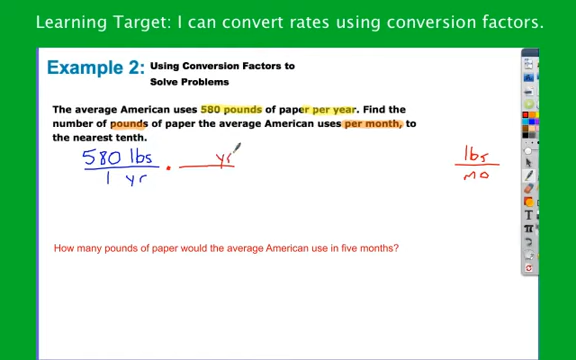 Learning Target: I can convert rates using conversion factors.
Example 2: Using Conversion Factors to
Solve Problems
The average American uses 580 pounds of paper per year. Find the
number of pounds of paper the average American uses per month, to
the nearest tenth.
580 lbs · yr lbs
1 yr mo
How many pounds of paper would the average American use in five months?